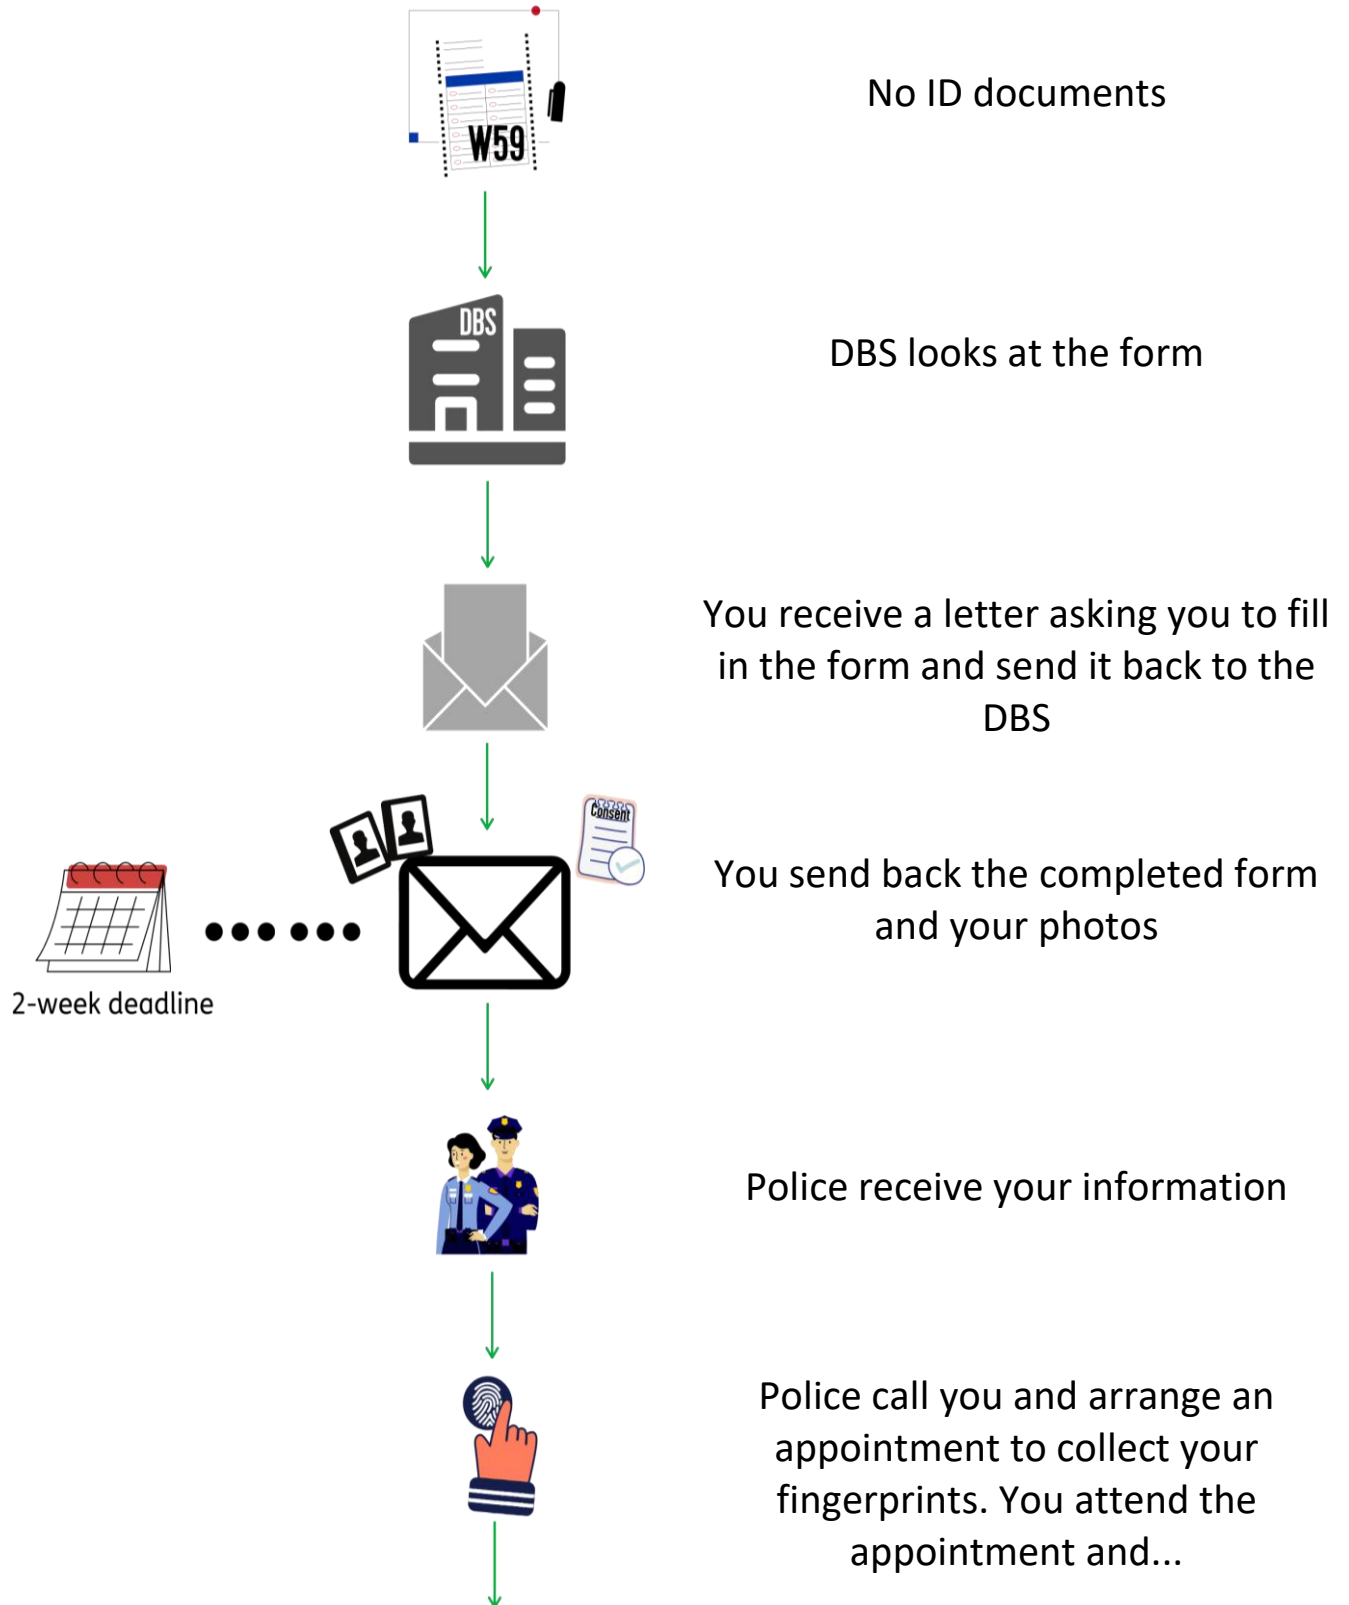 W59
No ID documents
DBS
DBS looks at the form
You receive a letter asking you to fill
in the form and send it back to the
DBS
Consent
You send back the completed form
and your photos
2-week deadline
Police receive your information
Police call you and arrange an
appointment to collect your
fingerprints. You attend the
appointment and...